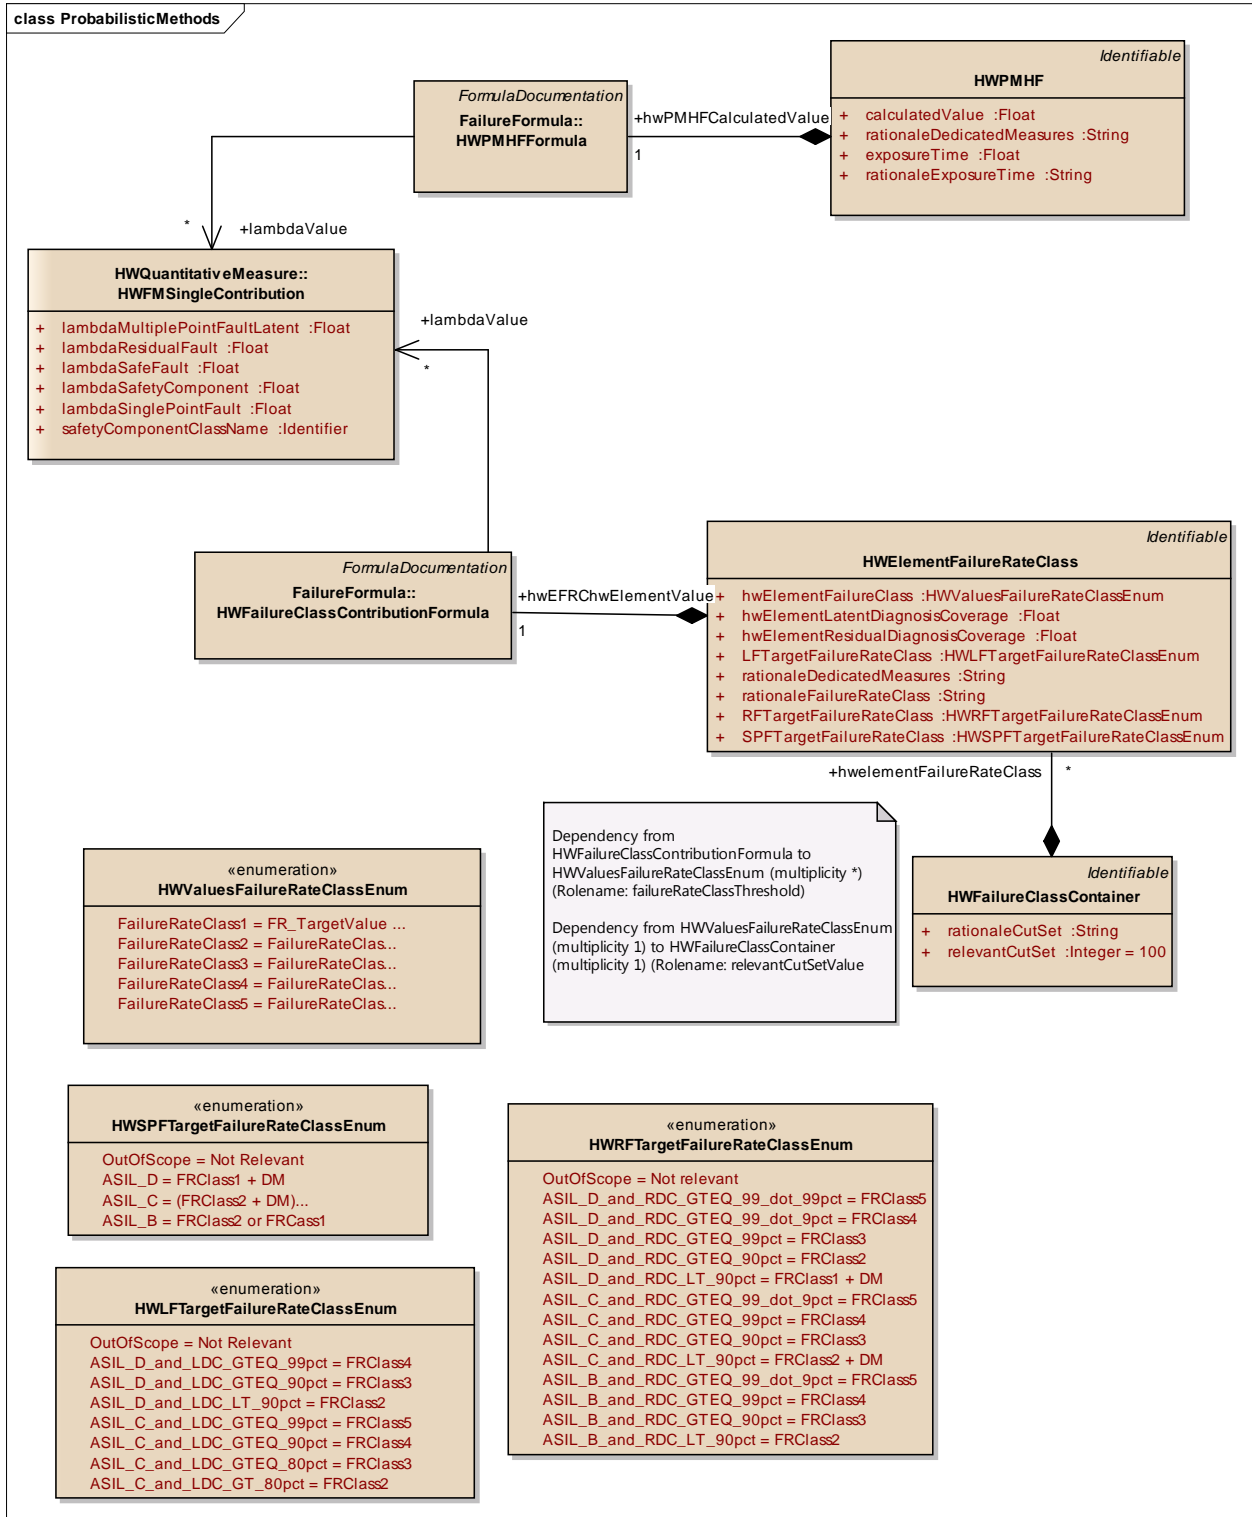 class ProbabilisticMethods
Identifiable
HWPMHF
+ calculatedValue :Float
+ rationaleDedicatedMeasures :String
+ exposureTime :Float
+ rationaleExposureTime :String
FormulaDocumentation
FailureFormula::
HWPMHFFormula
+hwPMHFCalculatedValue
1
*
+lambdaValue
HWQuantitativeMeasure::
HWFMSingleContribution
+ lambdaMultiplePointFaultLatent :Float
+ lambdaResidualFault :Float
+ lambdaSafeFault :Float
+ lambdaSafetyComponent :Float
+ lambdaSinglePointFault :Float
+ safetyComponentClassName :Identifier
+lambdaValue
*
FormulaDocumentation
FailureFormula::
HWFailureClassContributionFormula
+hwEFRChwElementValue
1
Identifiable
HWElementFailureRateClass
+ hwElementFailureClass :HWValuesFailureRateClassEnum
+ hwElementLatentDiagnosisCoverage :Float
+ hwElementResidualDiagnosisCoverage :Float
+ LFTargetFailureRateClass :HWLFTargetFailureRateClassEnum
+ rationaleDedicatedMeasures :String
+ rationaleFailureRateClass :String
+ RFTargetFailureRateClass :HWRFTargetFailureRateClassEnum
+ SPFTargetFailureRateClass :HWSPFTargetFailureRateClassEnum
+hwelementFailureRateClass
*
Dependency from
HWFailureClassContributionFormula to
HWValuesFailureRateClassEnum (multiplicity *)
(Rolename: failureRateClassThreshold)
Dependency from HWValuesFailureRateClassEnum
(multiplicity 1) to HWFailureClassContainer
(multiplicity 1) (Rolename: relevantCutSetValue
Identifiable
HWFailureClassContainer
+ rationaleCutSet :String
+ relevantCutSet :Integer = 100
«enumeration»
HWValuesFailureRateClassEnum
FailureRateClass1 = FR_TargetValue ...
FailureRateClass2 = FailureRateClas...
FailureRateClass3 = FailureRateClas...
FailureRateClass4 = FailureRateClas...
FailureRateClass5 = FailureRateClas...
«enumeration»
HWSPFTargetFailureRateClassEnum
OutOfScope = Not Relevant
ASIL_D = FRClass1 + DM
ASIL_C = (FRClass2 + DM)...
ASIL_B = FRClass2 or FRCass1
«enumeration»
HWRFTargetFailureRateClassEnum
OutOfScope = Not relevant
ASIL_D_and_RDC_GTEQ_99_dot_99pct = FRClass5
ASIL_D_and_RDC_GTEQ_99_dot_9pct = FRClass4
ASIL_D_and_RDC_GTEQ_99pct = FRClass3
ASIL_D_and_RDC_GTEQ_90pct = FRClass2
ASIL_D_and_RDC_LT_90pct = FRClass1 + DM
ASIL_C_and_RDC_GTEQ_99_dot_9pct = FRClass5
ASIL_C_and_RDC_GTEQ_99pct = FRClass4
ASIL_C_and_RDC_GTEQ_90pct = FRClass3
ASIL_C_and_RDC_LT_90pct = FRClass2 + DM
ASIL_B_and_RDC_GTEQ_99_dot_9pct = FRClass5
ASIL_B_and_RDC_GTEQ_99pct = FRClass4
ASIL_B_and_RDC_GTEQ_90pct = FRClass3
ASIL_B_and_RDC_LT_90pct = FRClass2
«enumeration»
HWLFTargetFailureRateClassEnum
OutOfScope = Not Relevant
ASIL_D_and_LDC_GTEQ_99pct = FRClass4
ASIL_D_and_LDC_GTEQ_90pct = FRClass3
ASIL_D_and_LDC_LT_90pct = FRClass2
ASIL_C_and_LDC_GTEQ_99pct = FRClass5
ASIL_C_and_LDC_GTEQ_90pct = FRClass4
ASIL_C_and_LDC_GTEQ_80pct = FRClass3
ASIL_C_and_LDC_GT_80pct = FRClass2